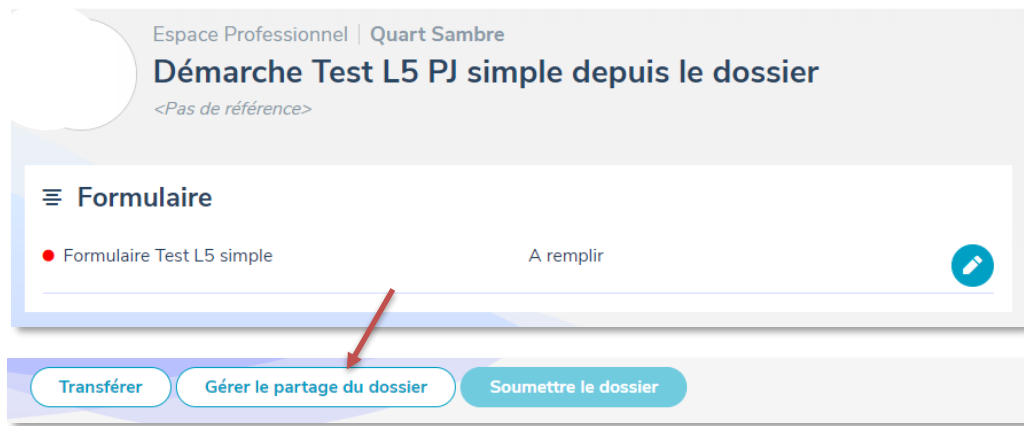 Espace Professionnel | Quart Sambre
Démarche Test L5 PJ simple depuis le dossier
<Pas de référence>
Formulaire
Formulaire Test L5 simple A remplir
Transférer Gérer le partage du dossier Soumettre le dossier